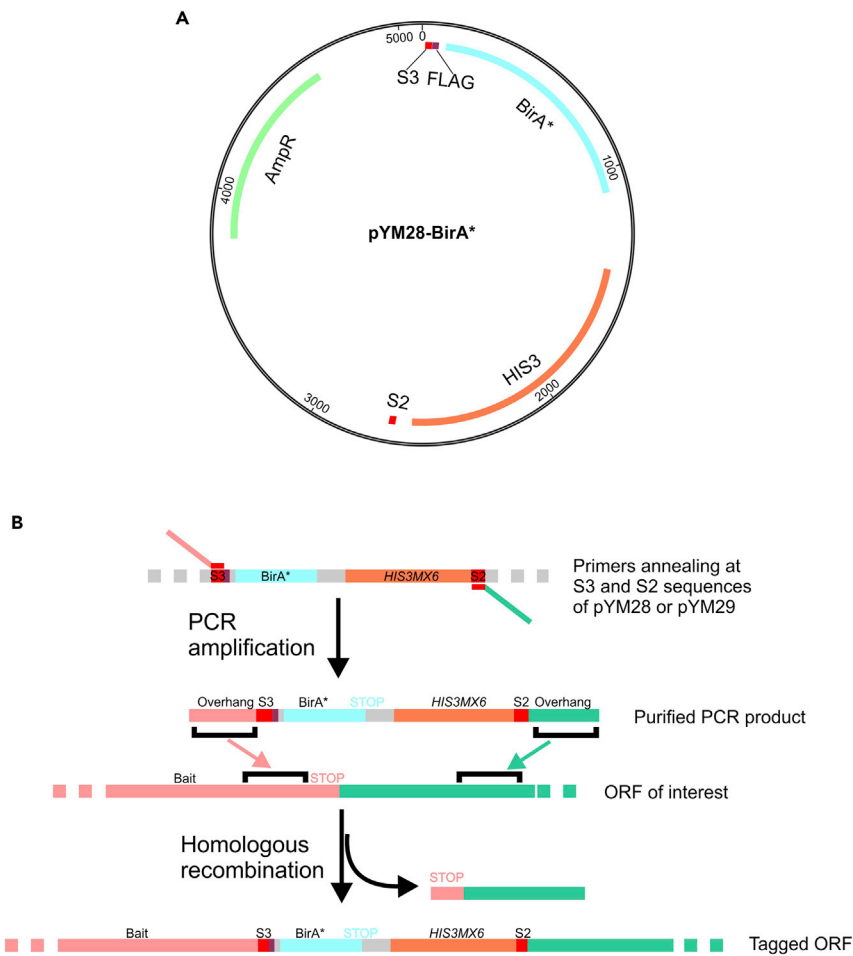 A
5000 0
S3 FLAG
BirA*
AmpR
1000
4000
pYM28-BirA*
HIS3
S2
2000
3000
B
S3 BirA* HIS3MX6 S2
Primers annealing at
S3 and S2 sequences
of pYM28 or pYM29
PCR
amplification
Overhang S3 BirA* STOP HIS3MX6 S2 Overhang
Purified PCR product
Bait STOP
ORF of interest
Homologous
recombination
STOP
Bait S3 BirA* STOP HIS3MX6 S2
Tagged ORF